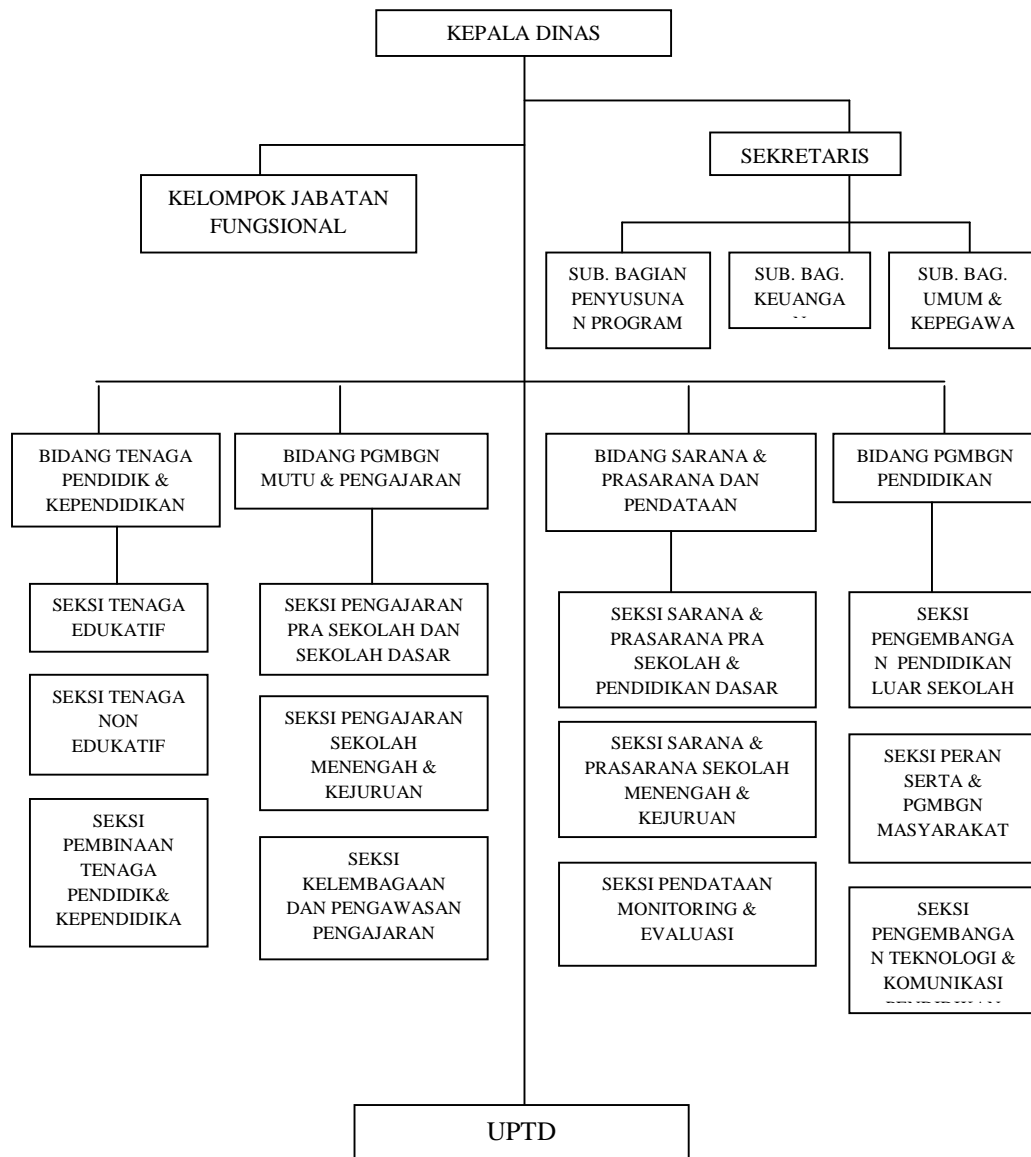 KEPALA DINAS
SEKRETARIS
KELOMPOK JABATAN
FUNGSIONAL
SUB. BAGIAN
PENYUSUNA
N PROGRAM
SUB. BAG.
KEUANGA
SUB. BAG.
UMUM &
KEPEGAWA
BIDANG TENAGA
PENDIDIK &
KEPENDIDIKAN
BIDANG PGMBGN
MUTU & PENGAJARAN
BIDANG SARANA &
PRASARANA DAN
PENDATAAN
BIDANG PGMBGN
PENDIDIKAN
SEKSI TENAGA
EDUKATIF
SEKSI TENAGA
NON
EDUKATIF
SEKSI
PEMBINAAN
TENAGA
PENDIDIK&
KEPENDIDIKA
SEKSI PENGAJARAN
PRA SEKOLAH DAN
SEKOLAH DASAR
SEKSI PENGAJARAN
SEKOLAH
MENENGAH &
KEJURUAN
SEKSI
KELEMBAGAAN
DAN PENGAWASAN
PENGAJARAN
SEKSI SARANA &
PRASARANA PRA
SEKOLAH &
PENDIDIKAN DASAR
SEKSI SARANA &
PRASARANA SEKOLAH
MENENGAH &
KEJURUAN
SEKSI PENDATAAN
MONITORING &
EVALUASI
SEKSI
PENGEMBANGA
N PENDIDIKAN
LUAR SEKOLAH
SEKSI PERAN
SERTA &
PGMBGN
MASYARAKAT
SEKSI
PENGEMBANGA
N TEKNOLOGI &
KOMUNIKASI
UPTD